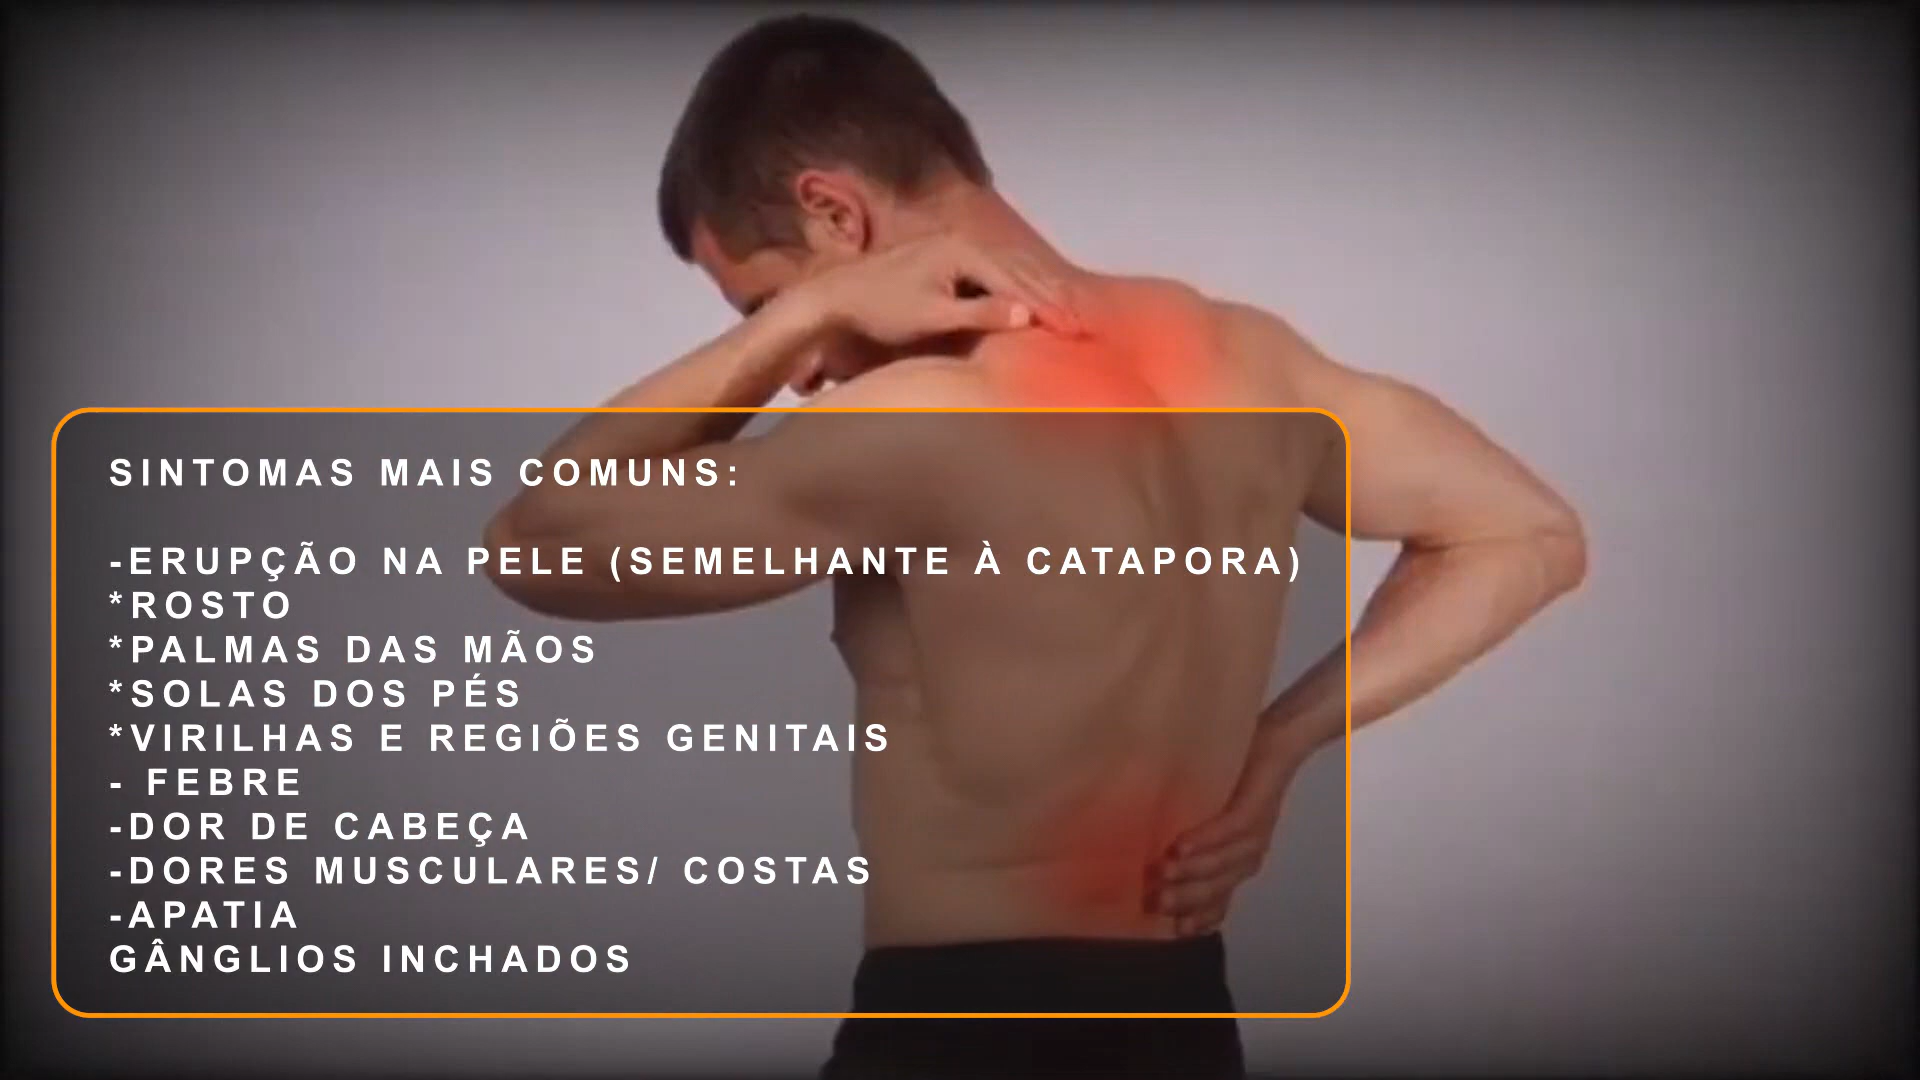 SINTOMAS MAIS COMUNS:
-ERUPÇÃO NA PELE (SEMELHANTE À CATAPORA)
*ROSTO
*PALMAS DAS MÃOS
*SOLAS DOS PÉS
*VIRILHAS E REGIÕES GENITAIS
- FEBRE
-DOR DE CABEÇA
-DORES MUSCULARES/ COSTAS
-APATIA
GÂNGLIOS INCHADOS